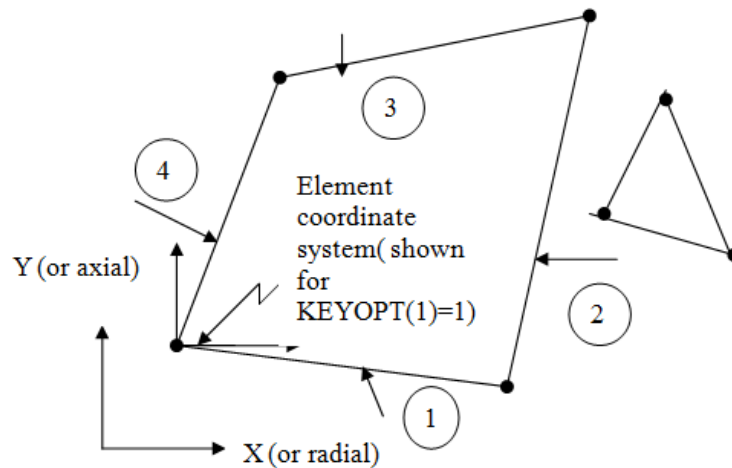 3
4
Element
coordinate
system( shown
for
KEYOPT(1)=1)
Y (or axial)
2
1
X (or radial)